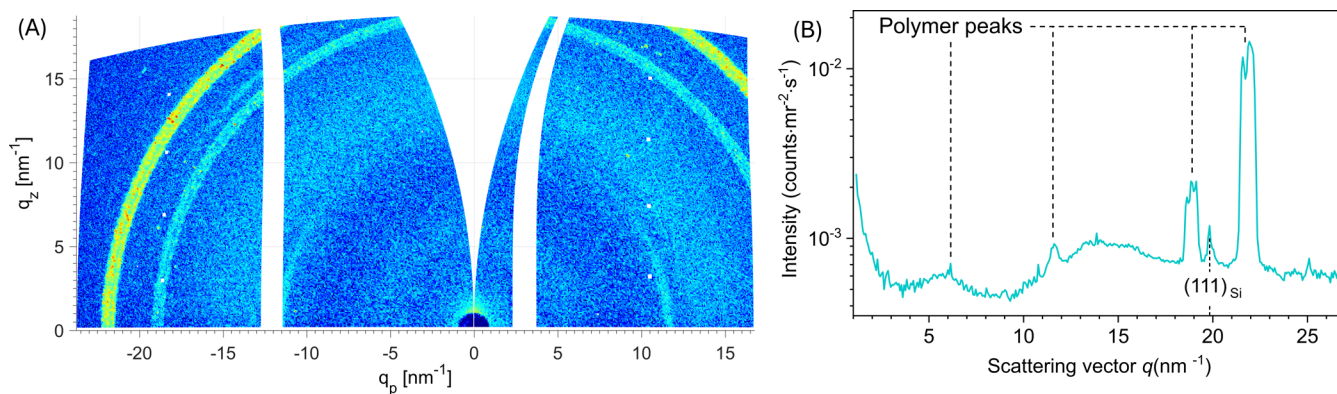 (A)
15
10
5
0
q_z [nm⁻¹]
-20
-15
-10
-5
0
5
10
15
q_p [nm⁻¹]
(B)
Polymer peaks
10⁻²
10⁻³
(111) Si
Intensity (counts·mr⁻²·s⁻¹)
5
10
15
20
25
Scattering vector q(nm ⁻¹)